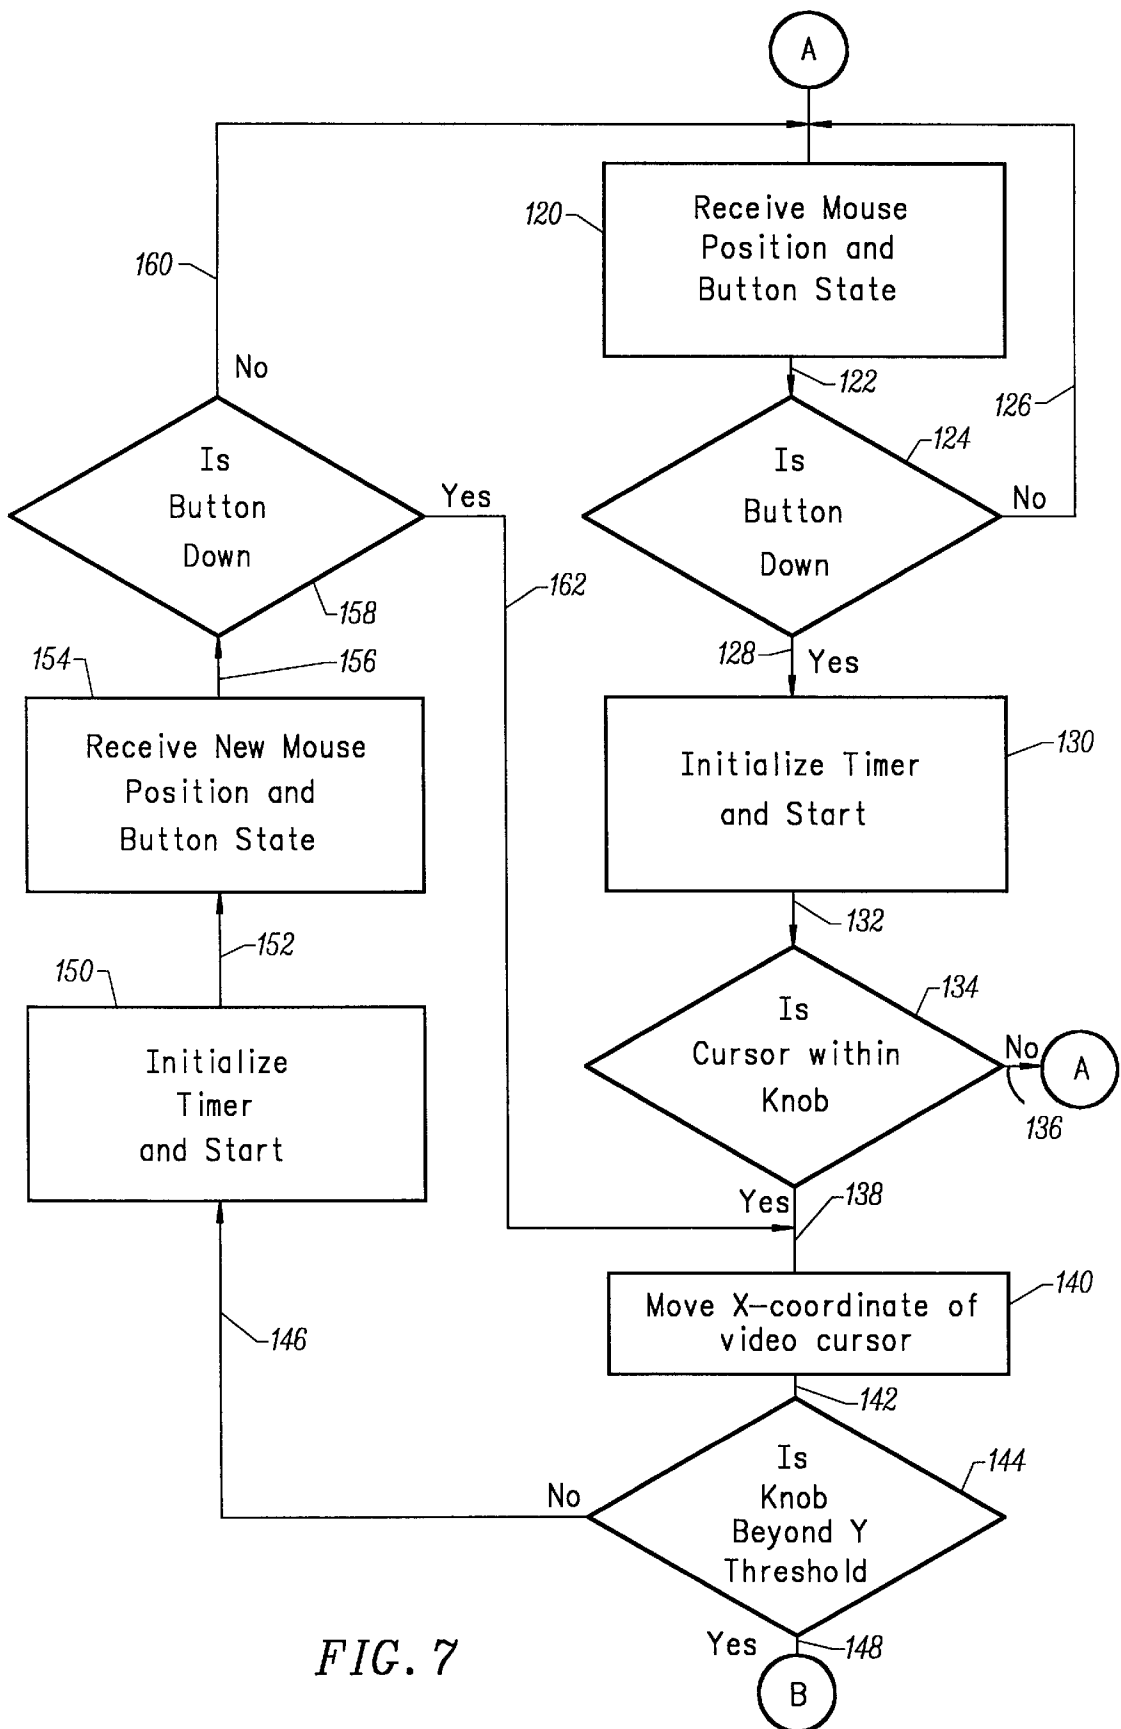 A
120
Receive Mouse
Position and
Button State
160
No
122
126
124
Is
Button
Down
No
Is
Button
Down
Yes
162
158
128
Yes
154
156
Receive New Mouse
Position and
Button State
130
Initialize Timer
and Start
132
152
150
134
Is
Cursor within
Knob
No
A
136
Initialize
Timer
and Start
Yes
138
140
Move X-coordinate of
video cursor
146
142
144
Is
Knob
Beyond Y
Threshold
No
Yes
148
B
FIG. 7